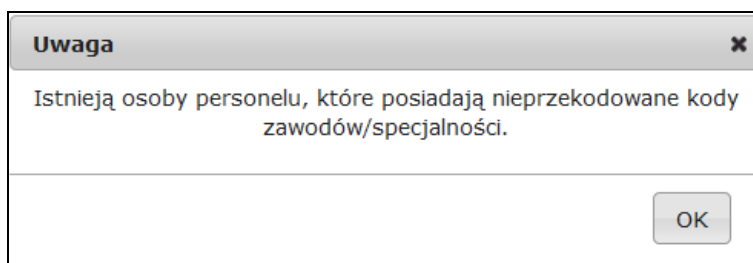 Uwaga
Istnieją osoby personelu, które posiadają nieprzekodowane kody
zawodów/specjalności.
OK